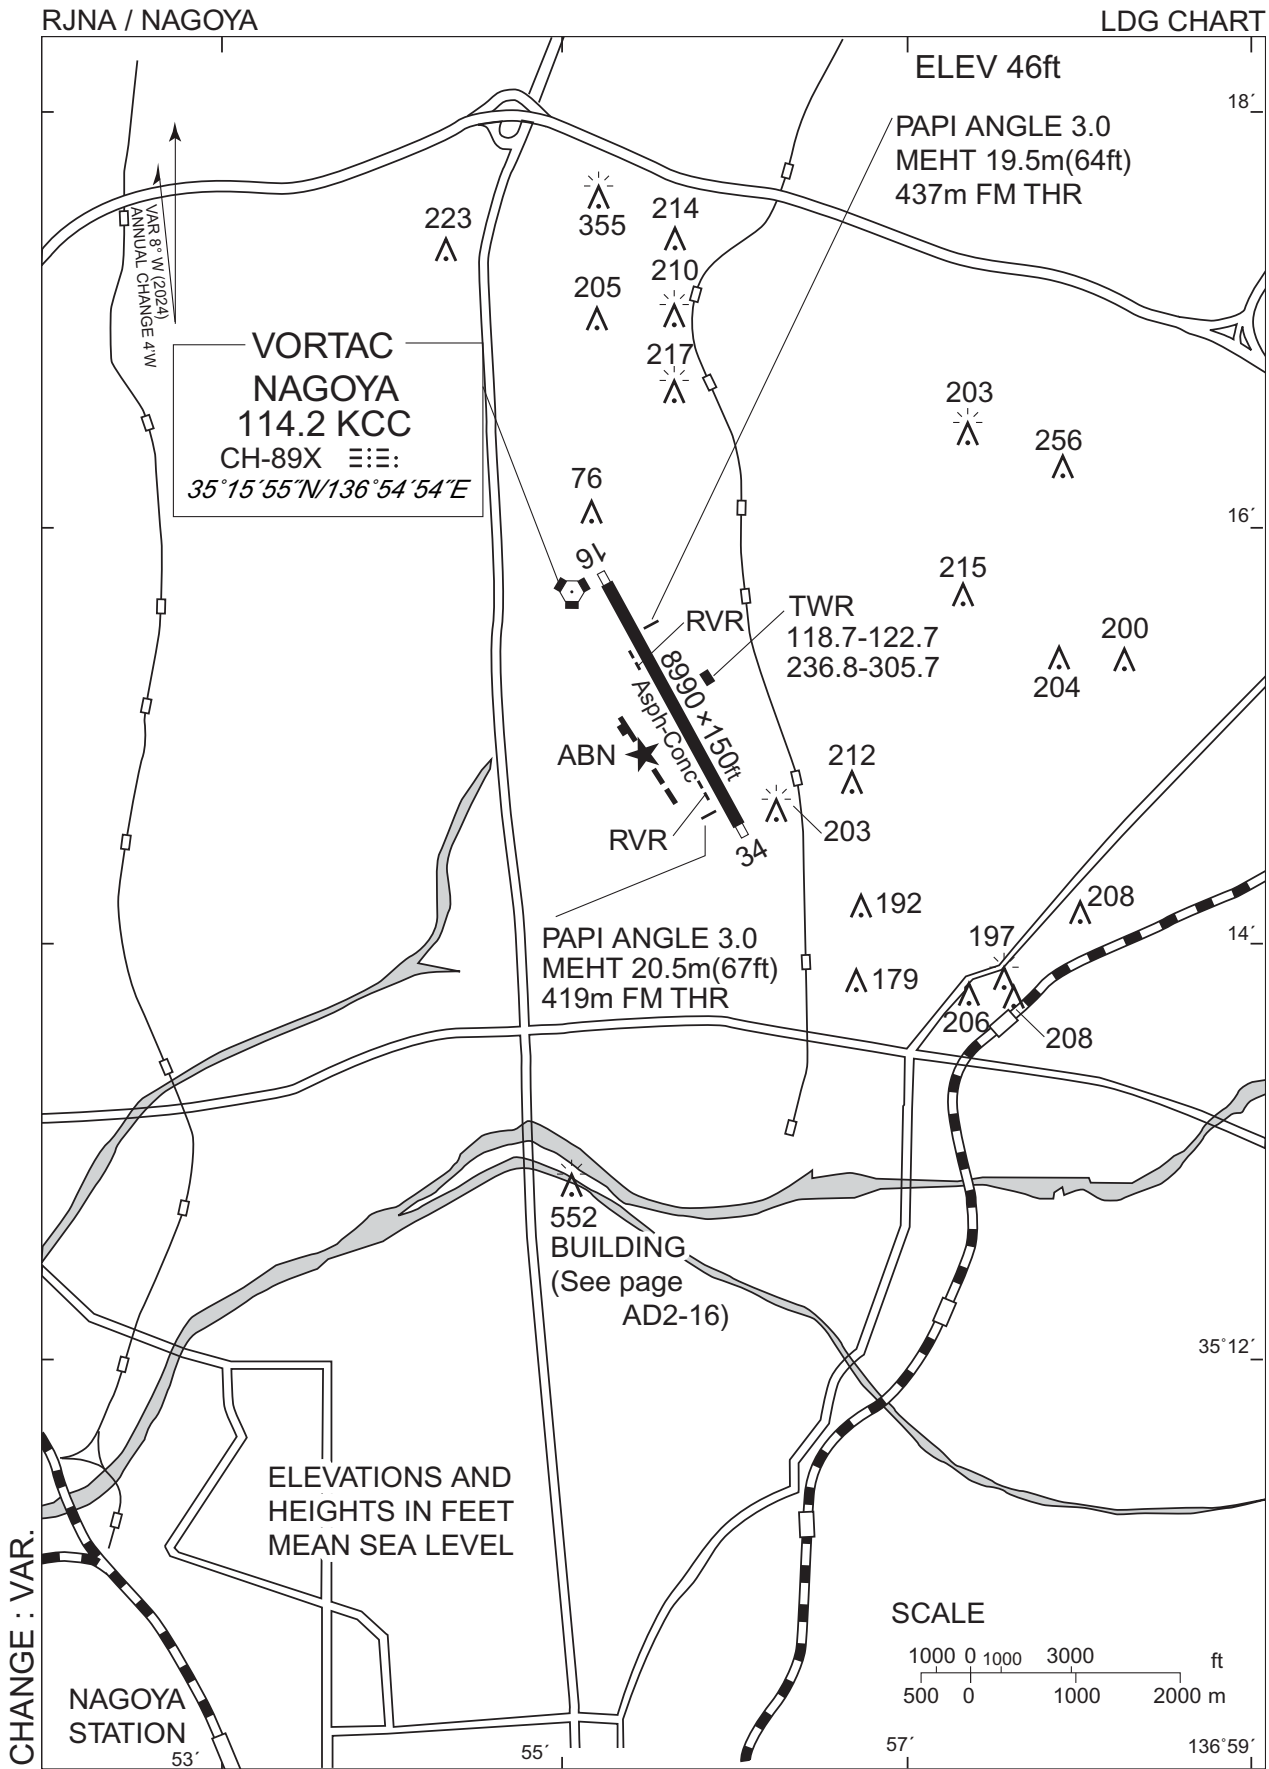 RJNA / NAGOYA
LDG CHART
ELEV 46ft
18´
PAPI ANGLE 3.0
MEHT 19.5m(64ft)
437m FM THR
VAR 8° W (2024)
ANNUAL CHANGE 4'W
223
355
214
210
205
217
VORTAC
NAGOYA
114.2 KCC
CH-89X
35°15´55˝N/136°54´54˝E
203
256
76
16´
16
215
RVR
TWR
118.7-122.7
236.8-305.7
200
204
8990 ×150ft
Asph-Conc
ABN
212
203
RVR
34
192
208
197
14´
PAPI ANGLE 3.0
MEHT 20.5m(67ft)
419m FM THR
179
206
208
552
BUILDING
(See page
AD2-16)
35°12´
ELEVATIONS AND
HEIGHTS IN FEET
MEAN SEA LEVEL
CHANGE : VAR.
SCALE
1000 0 1000 3000 ft
500 0 1000 2000 m
NAGOYA
STATION
53´
55´
57´
136°59´